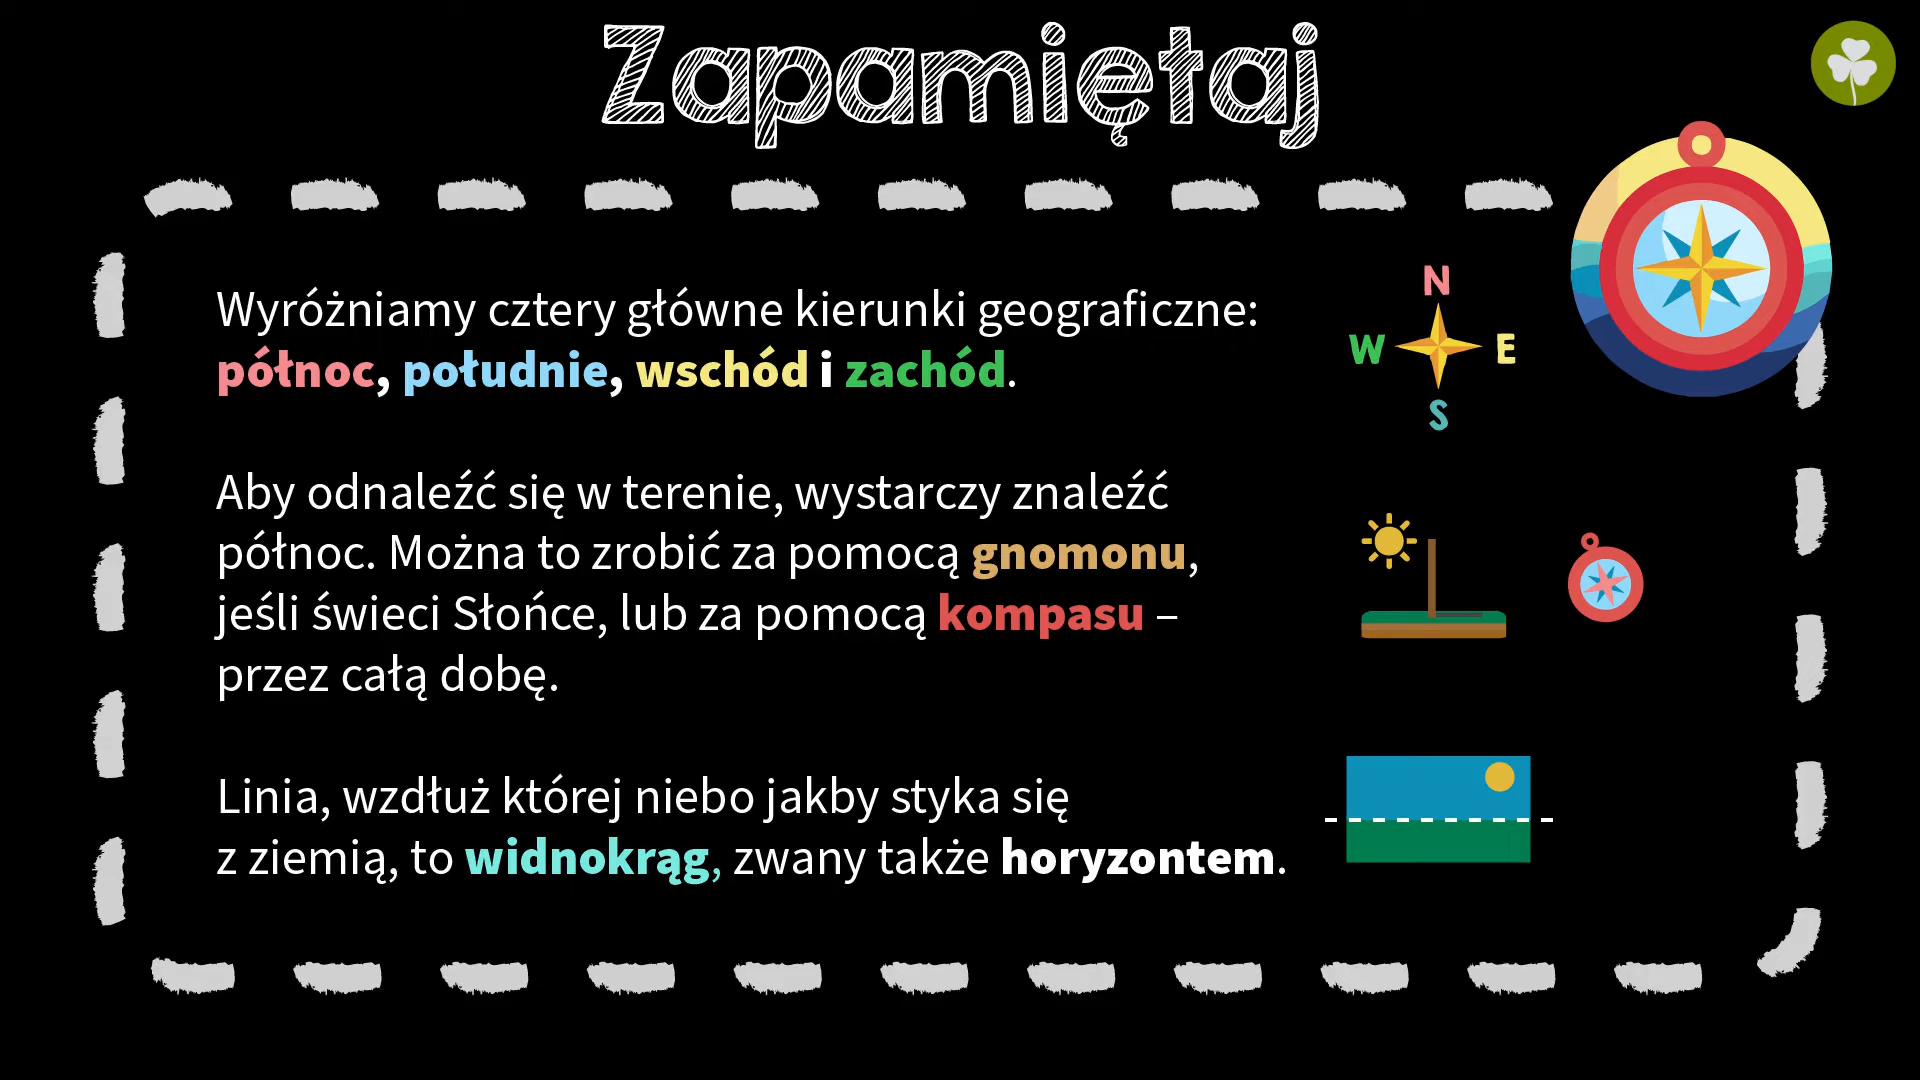 Zapamiętaj
Wyróżniamy cztery główne kierunki geograficzne:
północ, południe, wschód i zachód.
N
W E
S
Aby odnaleźć się w terenie, wystarczy znaleźć
północ. Można to zrobić za pomocą gnomonu,
jeśli świeci Słońce, lub za pomocą kompasu –
przez całą dobę.
Linia, wzdłuż której niebo jakby styka się
z ziemią, to widnokrąg, zwany także horyzontem.